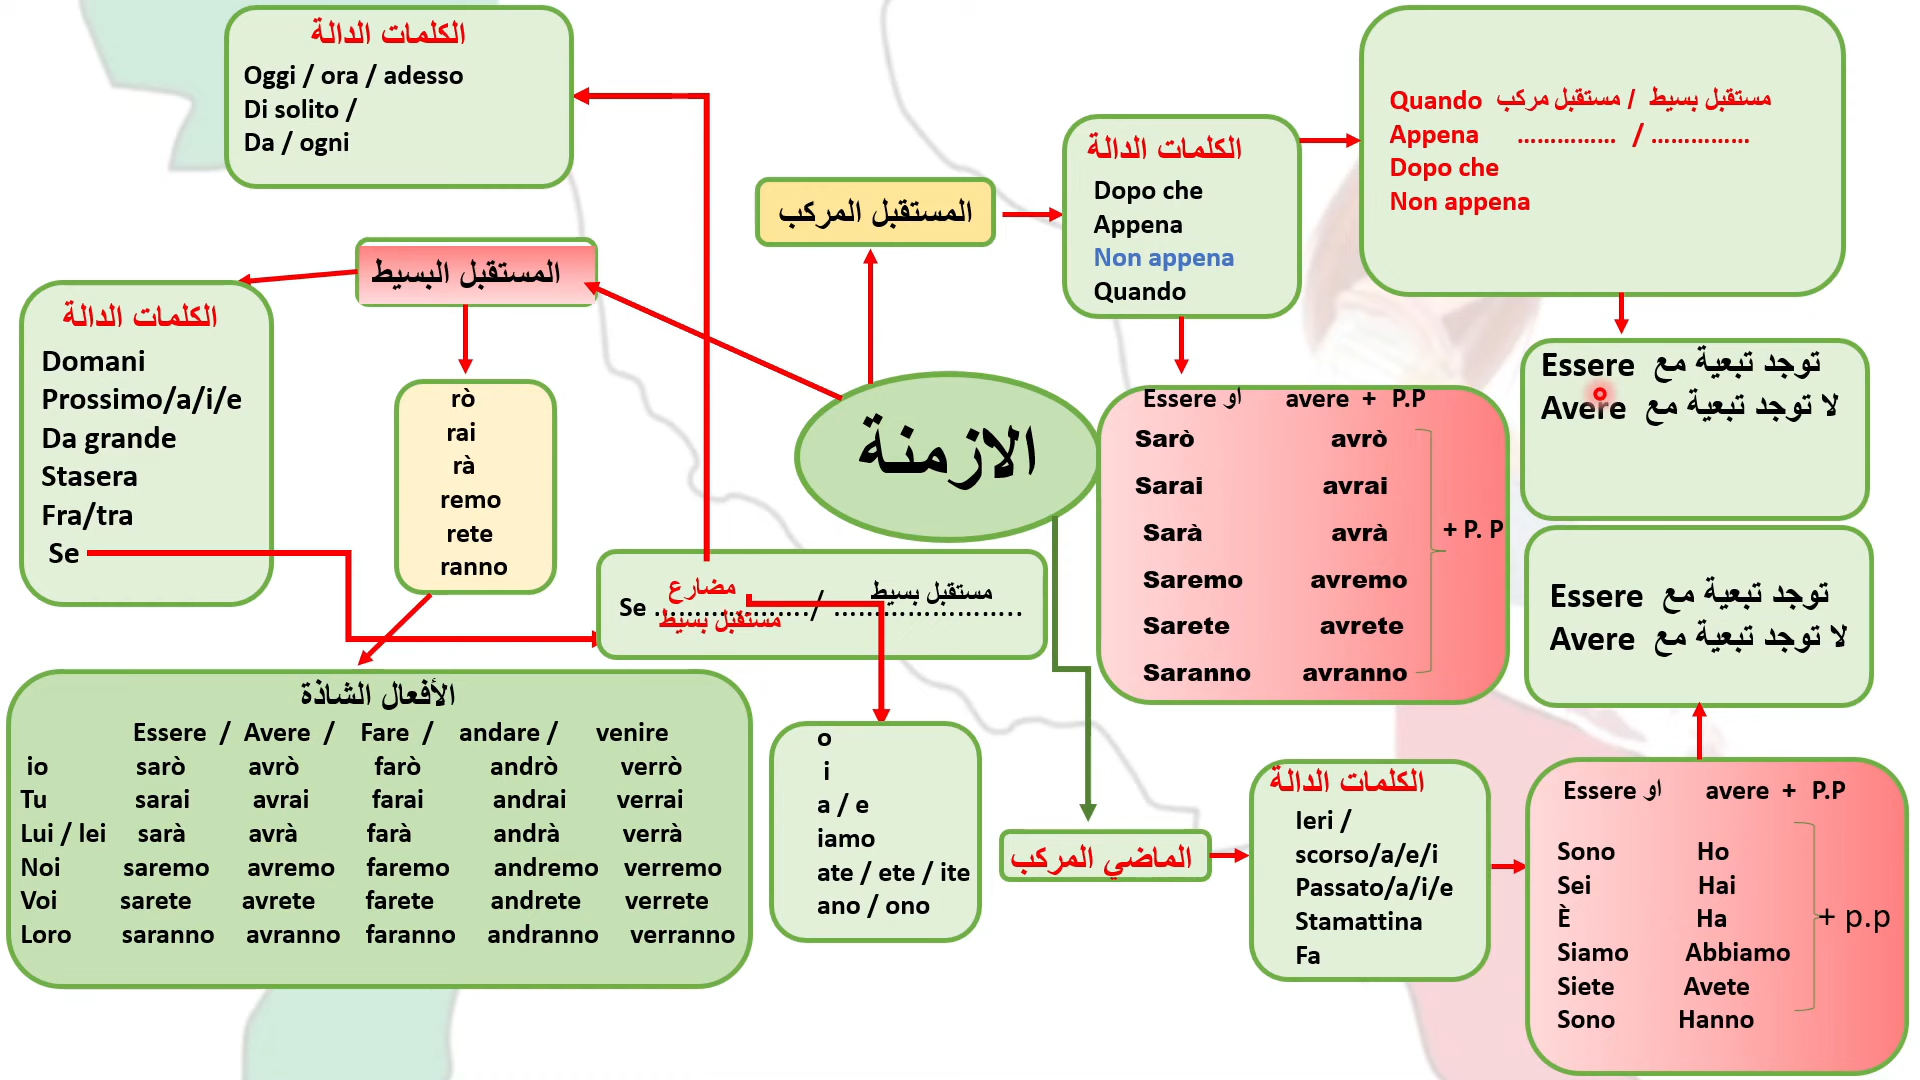 الكلمات الدالة
Oggi / ora / adesso
Di solito /
Da / ogni
Quando مستقبل مركب / مستقبل بسيط
Appena ............... / ...............
Dopo che
Non appena
الكلمات الدالة
Dopo che
Appena
Non appena
Quando
المستقبل المركب
المستقبل البسيط
الكلمات الدالة
Domani
Prossimo/a/i/e
Da grande
Stasera
Fra/tra
Se
rò
rai
rà
remo
rete
ranno
الازمنة
Essere توجد تبعية مع
Avere لا توجد تبعية مع
Essere او avere + P.P
Sarò avrò
Sarai avrai
Sarà avrà
Saremo avremo
Sarete avrete
Saranno avranno
+ P. P
مضارع مستقبل بسيط
Se ..................../ ........................
مستقبل بسيط
Essere توجد تبعية مع
Avere لا توجد تبعية مع
الأفعال الشاذة
Essere / Avere / Fare / andare / venire
io sarò avrò farò andrò verrò
Tu sarai avrai farai andrai verrai
Lui / lei sarà avrà farà andrà verrà
Noi saremo avremo faremo andremo verremo
Voi sarete avrete farete andrete verrete
Loro saranno avranno faranno andranno verranno
o
i
a / e
iamo
ate / ete / ite
ano / ono
الماضي المركب
الكلمات الدالة
Ieri /
scorso/a/e/i
Passato/a/i/e
Stamattina
Fa
Essere او avere + P.P
Sono Ho
Sei Hai
È Ha
Siamo Abbiamo
Siete Avete
Sono Hanno
+ p.p